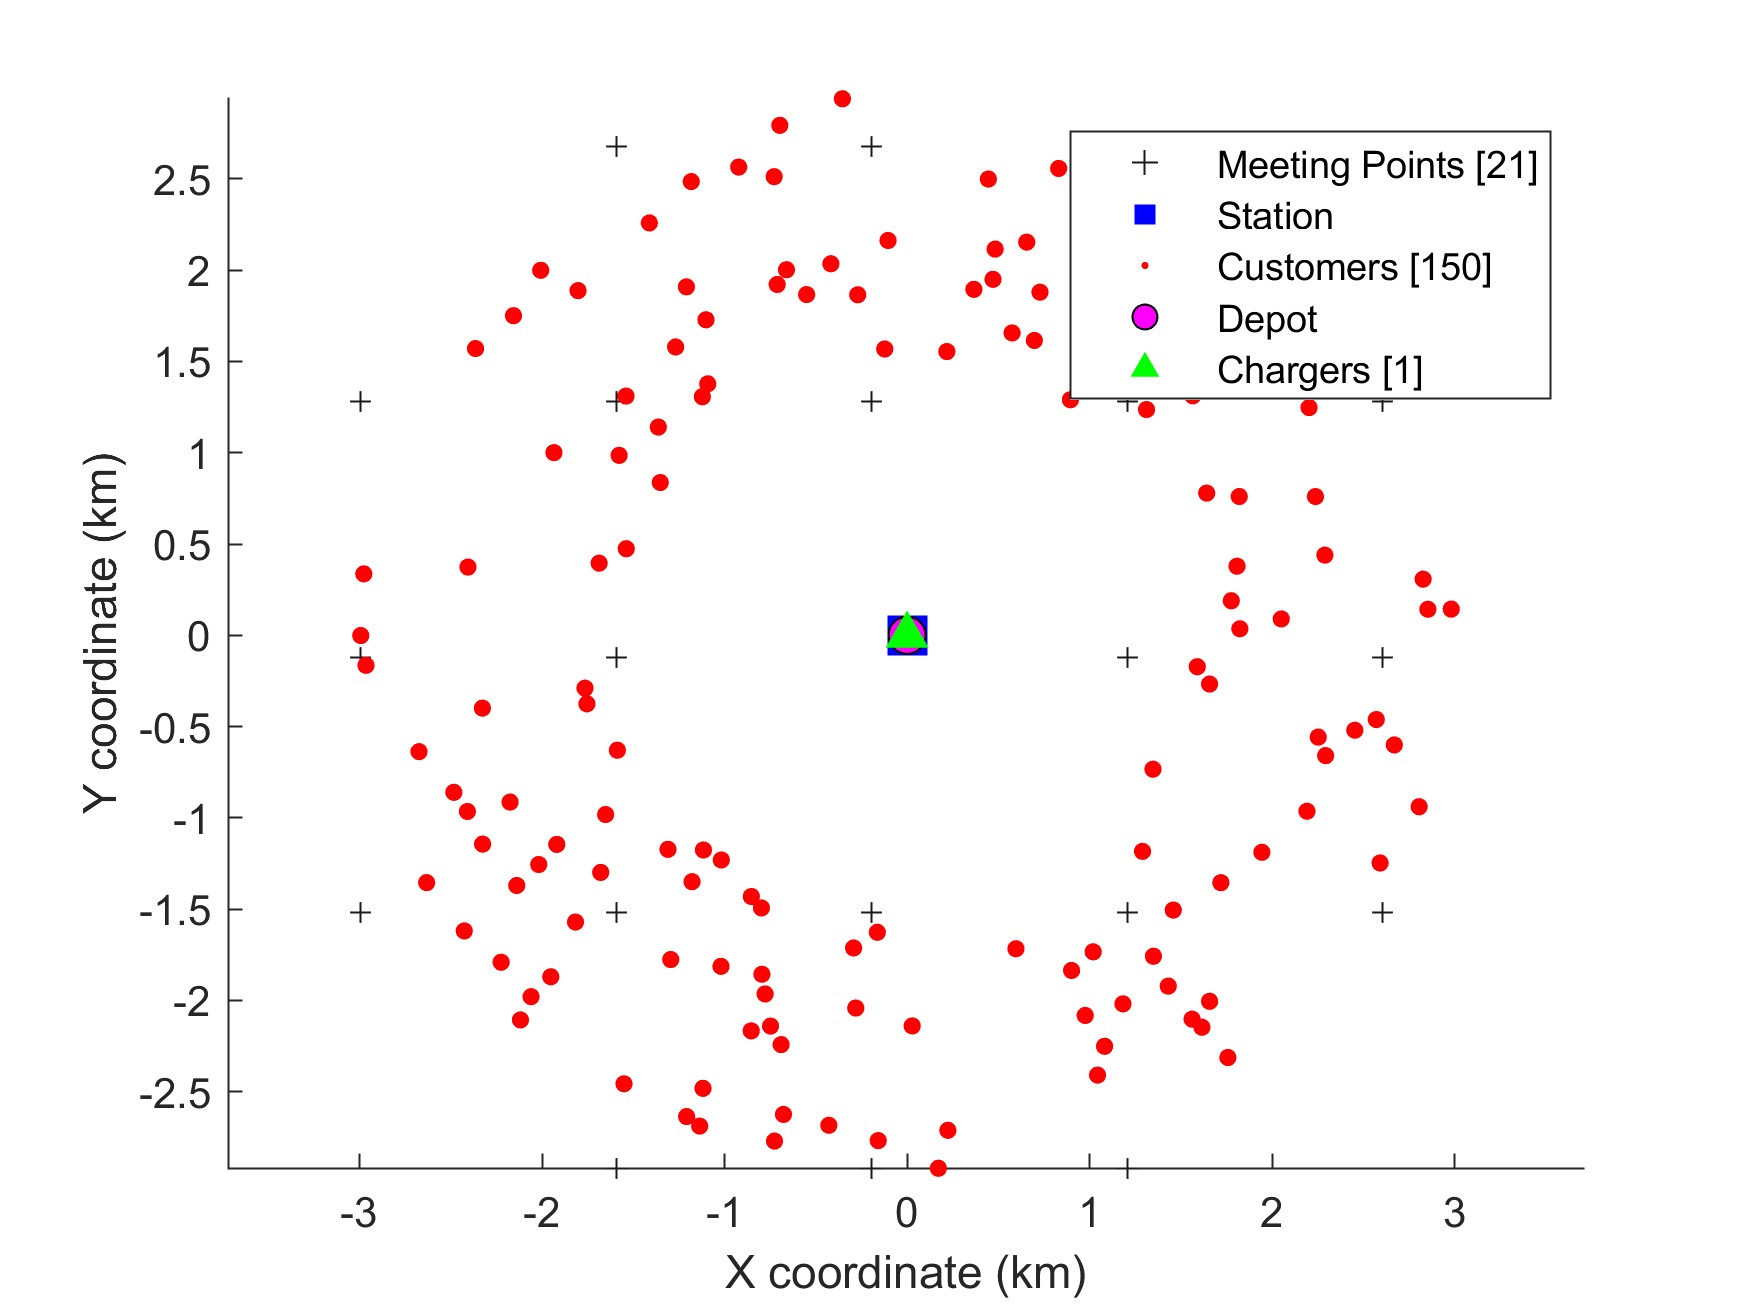 Meeting Points [21]
Station
Customers [150]
Depot
Chargers [1]
2.5
2
1.5
1
0.5
0
-0.5
-1
-1.5
-2
-2.5
Y coordinate (km)
-3 -2 -1 0 1 2 3
X coordinate (km)